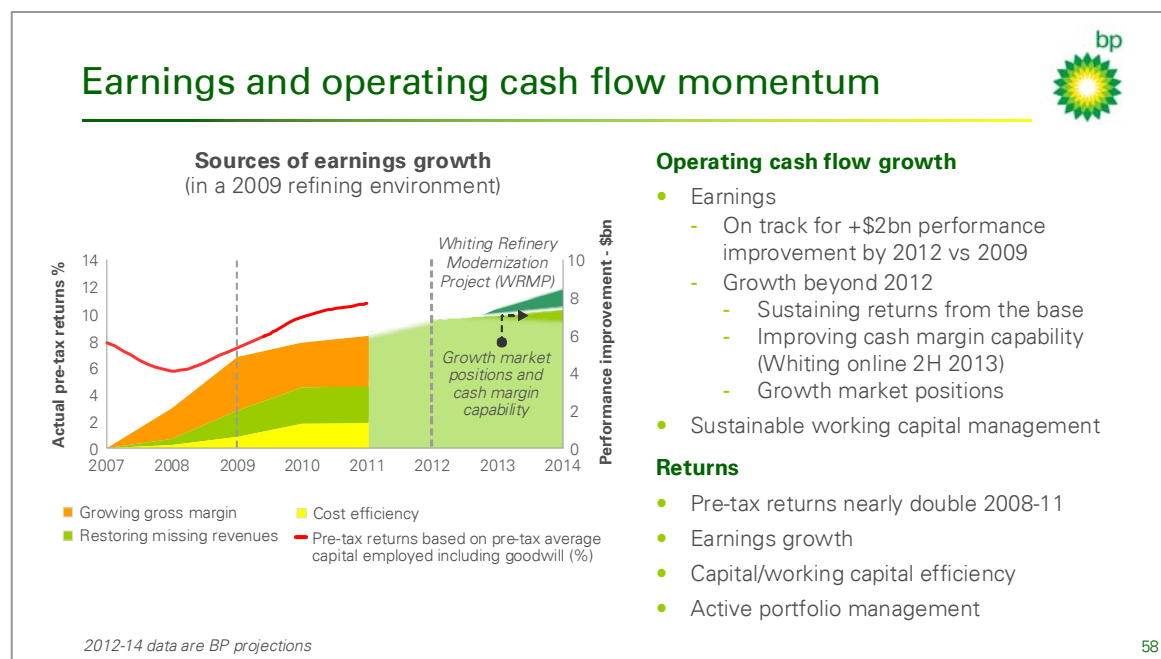 bp
Earnings and operating cash flow momentum
Sources of earnings growth
(in a 2009 refining environment)
Actual pre-tax returns %
14
12
10
8
6
4
2
0
Performance improvement - $bn
10
8
6
4
2
0
Whiting Refinery
Modernization
Project (WRMP)
Growth market
positions and
cash margin
capability
2007 2008 2009 2010 2011 2012 2013 2014
Growing gross margin
Cost efficiency
Restoring missing revenues
Pre-tax returns based on pre-tax average
capital employed including goodwill (%)
Operating cash flow growth
• Earnings
- On track for +$2bn performance
improvement by 2012 vs 2009
- Growth beyond 2012
- Sustaining returns from the base
- Improving cash margin capability
(Whiting online 2H 2013)
- Growth market positions
• Sustainable working capital management
Returns
• Pre-tax returns nearly double 2008-11
• Earnings growth
• Capital/working capital efficiency
• Active portfolio management
2012-14 data are BP projections
58